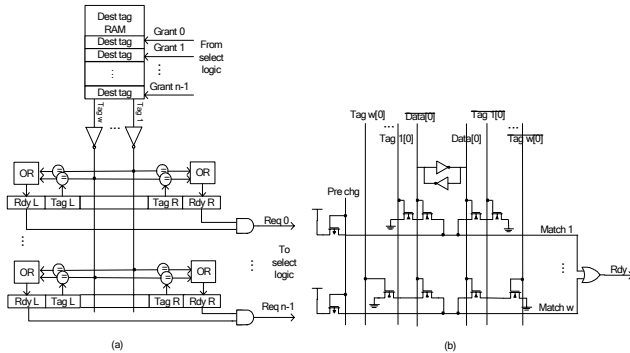 Dest tag
RAM
Dest tag
Dest tag
⋮
Dest tag
Grant 0
Grant 1
⋮
Grant n-1
From
select
logic
Tag w
...
Tag 1
OR
=
=
=
=
OR
Rdy L
Tag L
Tag R
Rdy R
Req 0
⋮
To
select
logic
OR
=
=
=
=
OR
Rdy L
Tag L
Tag R
Rdy R
Req n-1
(a)
Tag w[0]
...
Tag 1[0]
Data[0]
Data[0]
Tag 1[0]
...
Tag w[0]
Pre chg
Match 1
⋮
Rdy
Match w
(b)